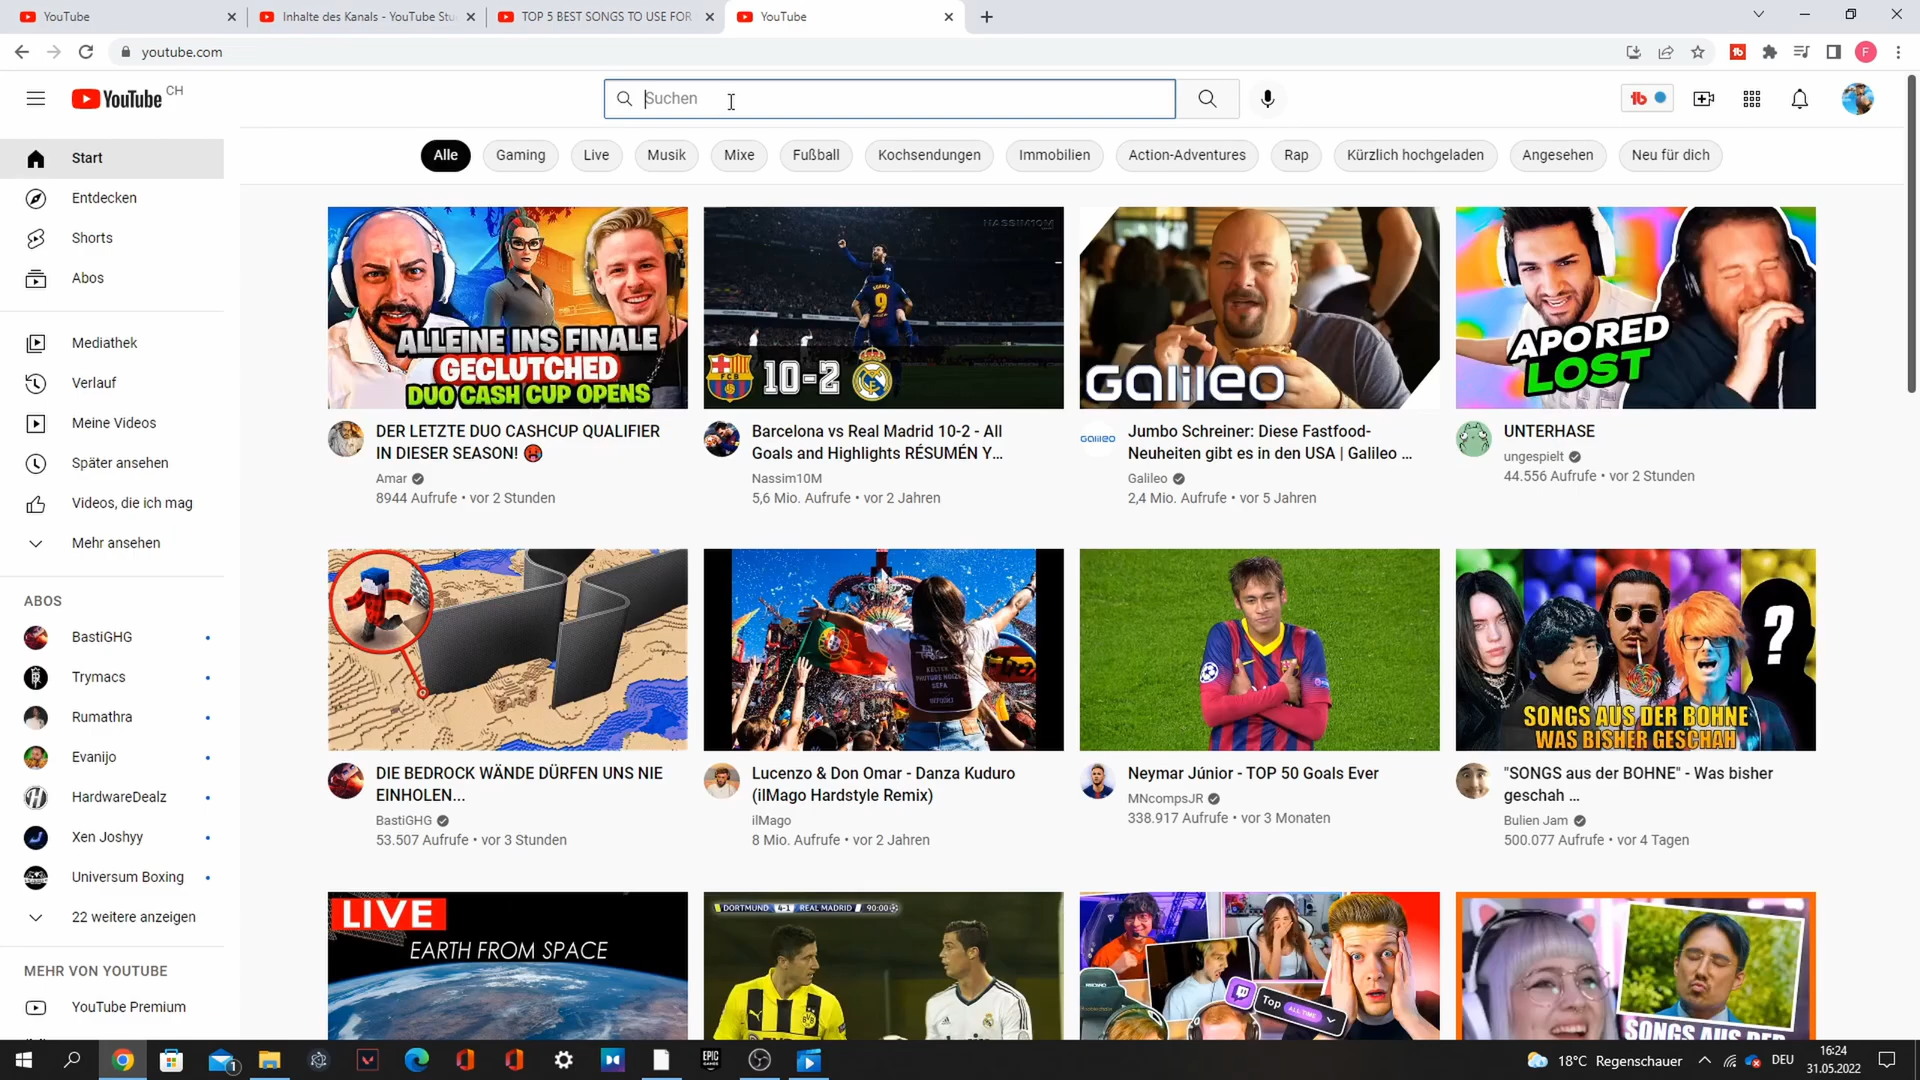 YouTube
Inhalte des Kanals - YouTube Stu
TOP 5 BEST SONGS TO USE FOR
YouTube
youtube.com
YouTube CH
Suchen
Alle
Gaming
Live
Musik
Mixe
Fußball
Kochsendungen
Immobilien
Action-Adventures
Rap
Kürzlich hochgeladen
Angesehen
Neu für dich
Start
Entdecken
Shorts
Abos
Mediathek
Verlauf
Meine Videos
Später ansehen
Videos, die ich mag
Mehr ansehen
ABOS
BastiGHG
Trymacs
Rumathra
Evanijo
HardwareDealz
Xen Joshyy
Universum Boxing
22 weitere anzeigen
MEHR VON YOUTUBE
YouTube Premium
ALLEINE INS FINALE
GECLUTCHED
DUO CASH CUP OPENS
DER LETZTE DUO CASHCUP QUALIFIER
IN DIESER SEASON!
Amar
8944 Aufrufe • vor 2 Stunden
NASSIM10M
9
FCB
10-2
Barcelona vs Real Madrid 10-2 - All
Goals and Highlights RÉSUMÉN Y...
Nassim10M
5,6 Mio. Aufrufe • vor 2 Jahren
GALILEO
Galileo
Jumbo Schreiner: Diese Fastfood-
Neuheiten gibt es in den USA | Galileo ...
Galileo
2,4 Mio. Aufrufe • vor 5 Jahren
APORED
LOST
UNTERHASE
ungespielt
44.556 Aufrufe • vor 2 Stunden
DIE BEDROCK WÄNDE DÜRFEN UNS NIE
EINHOLEN...
BastiGHG
53.507 Aufrufe • vor 3 Stunden
Lucenzo & Don Omar - Danza Kuduro
(ilMago Hardstyle Remix)
ilMago
8 Mio. Aufrufe • vor 2 Jahren
Neymar Júnior - TOP 50 Goals Ever
MNcompsJR
338.917 Aufrufe • vor 3 Monaten
?
SONGS AUS DER BOHNE
WAS BISHER GESCHAH
"SONGS aus der BOHNE" - Was bisher
geschah ...
Bulien Jam
500.077 Aufrufe • vor 4 Tagen
LIVE
EARTH FROM SPACE
DORTMUND 4-1 REAL MADRID 90:00
Top ALL TIME
SONGS AUS DER
18°C Regenschauer
DEU
16:24
31.05.2022